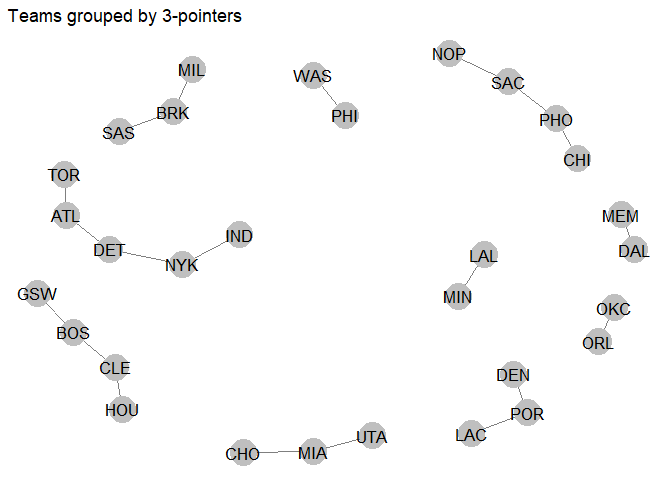 Teams grouped by 3-pointers
NOP
MIL
WAS
SAC
BRK
PHI
PHO
SAS
CHI
TOR
ATL
MEM
IND
DET
DAL
LAL
NYK
GSW
MIN
OKC
BOS
ORL
CLE
DEN
HOU
POR
UTA
LAC
CHO
MIA